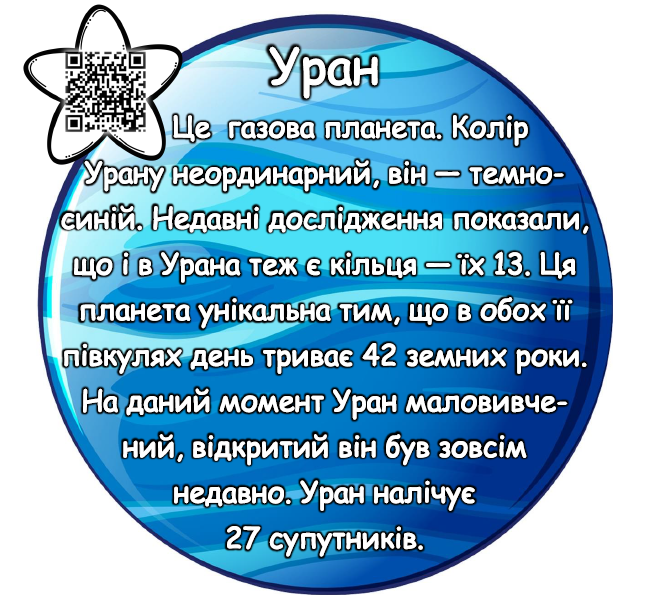 Уран
Це газова планета. Колір
Урану неординарний, він — темно-
синій. Недавні дослідження показали,
що і в Урана теж є кільця — їх 13. Ця
планета унікальна тим, що в обох її
півкулях день триває 42 земних роки.
На даний момент Уран маловивче-
ний, відкритий він був зовсім
недавно. Уран налічує
27 супутників.